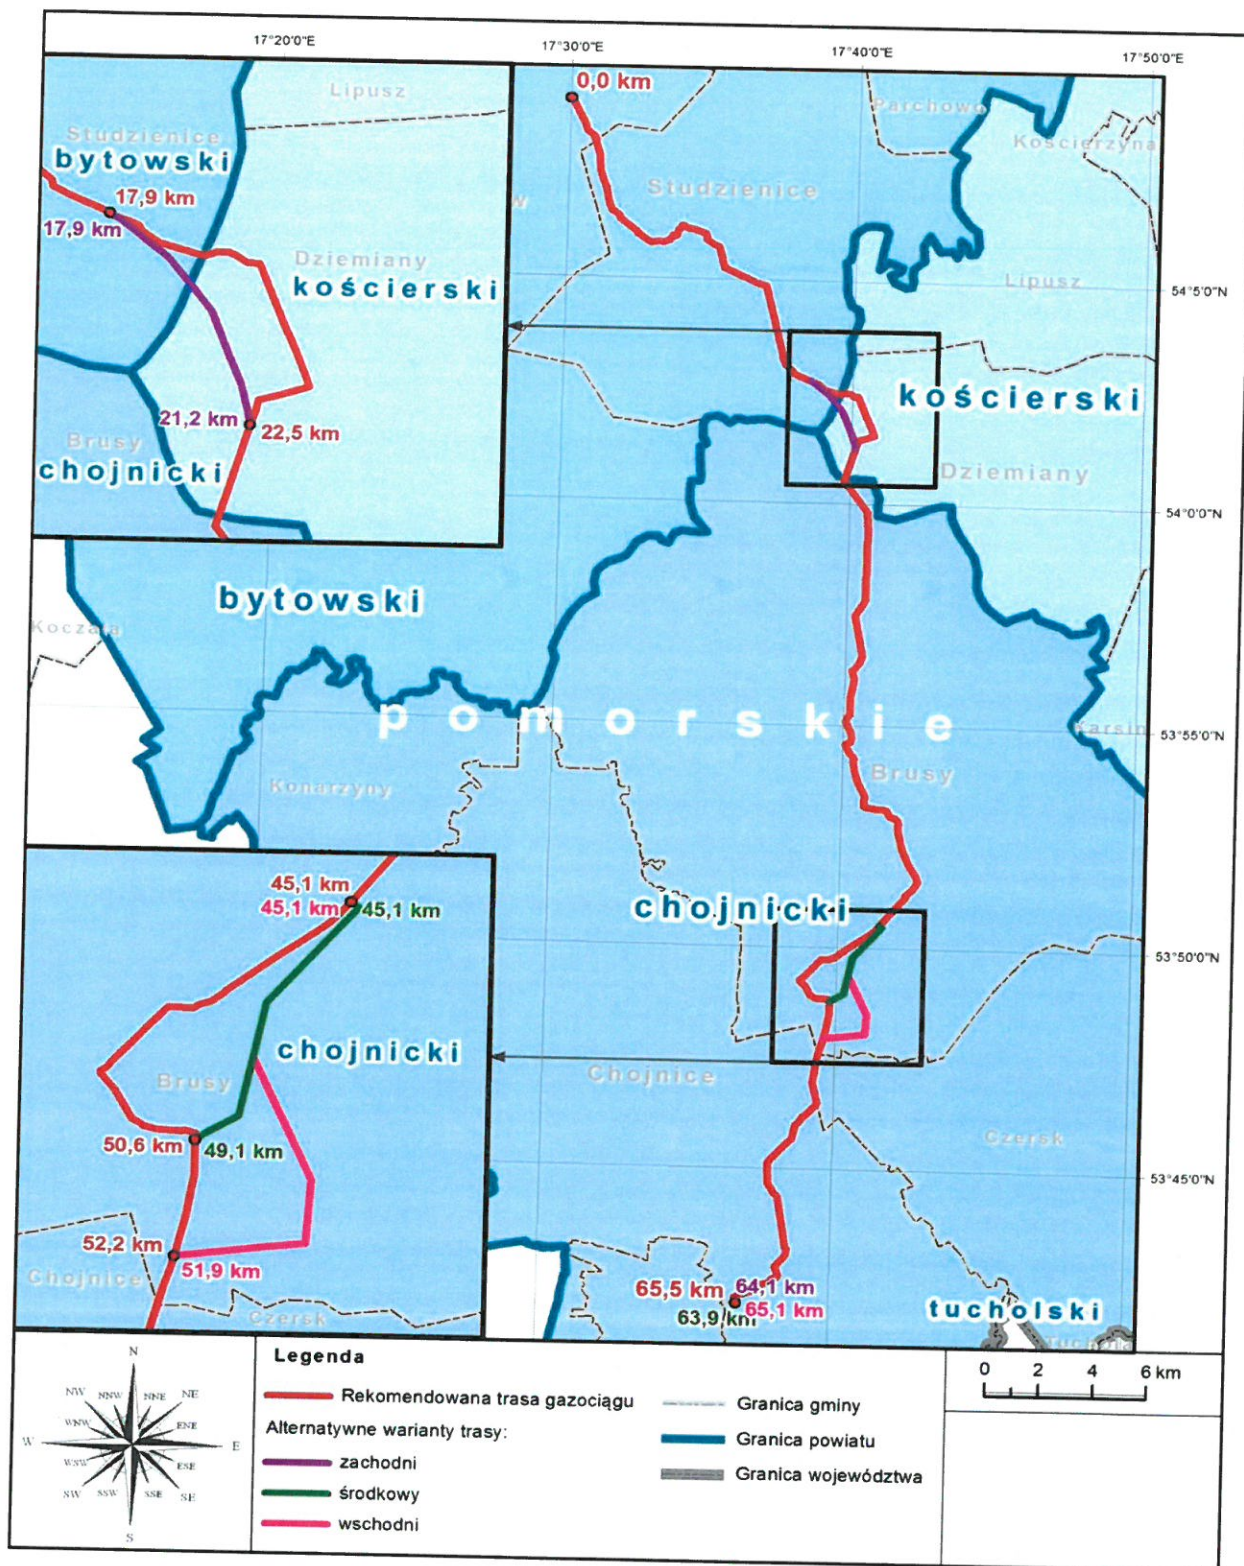 17°20'0"E
17°30'0"E
17°40'0"E
17°50'0"E
Lipusz
Studzienice
bytowski
17,9 km
17,9 km
Dziemiany
kościerski
21,2 km
22,5 km
Brusy
chojnicki
0,0 km
Parchowo
Kościerzyna
Studzienice
w
Lipusz
54°5'0"N
kościerski
Dziemiany
54°0'0"N
bytowski
Koczała
pomorskie
Karsin
53°55'0"N
Brusy
Konarzyny
chojnicki
45,1 km
45,1 km
45,1 km
chojnicki
Brusy
50,6 km
49,1 km
52,2 km
51,9 km
Chojnice
Czersk
53°50'0"N
Chojnice
Czersk
53°45'0"N
65,5 km
64,1 km
65,1 km
63,9 km
tucholski
Tuchola
N
NNE
NE
ENE
E
ESE
SE
SSE
S
SSW
SW
WSW
W
WNW
NW
NNW
Legenda
Rekomendowana trasa gazociągu
Alternatywne warianty trasy:
zachodni
środkowy
wschodni
Granica gminy
Granica powiatu
Granica województwa
0 2 4 6 km